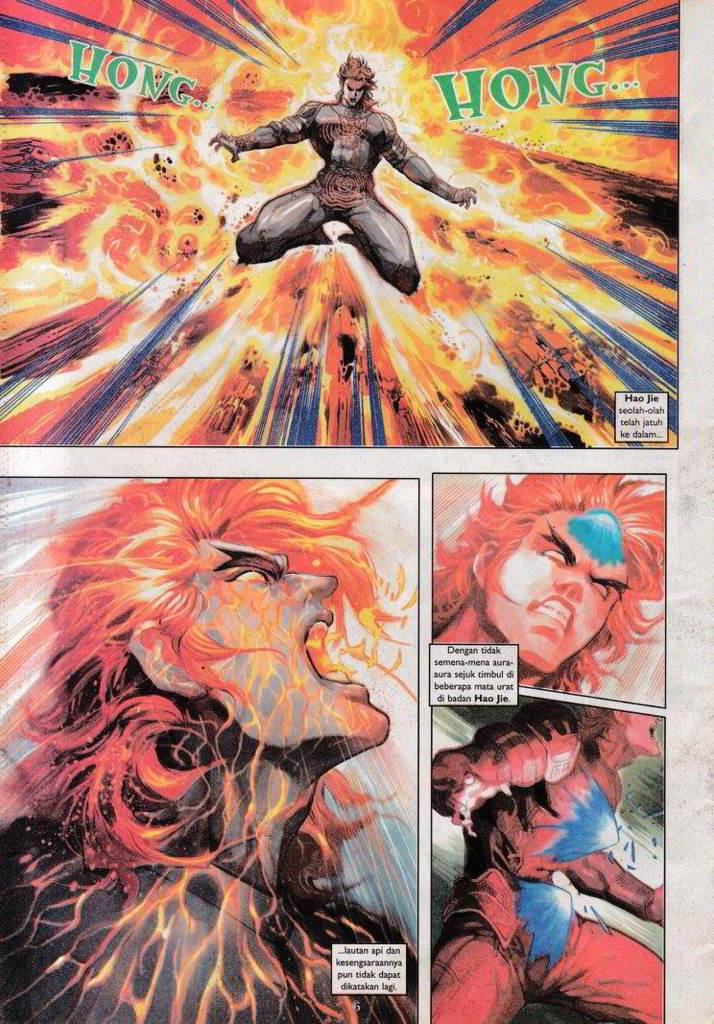 HONG...
HONG...
Hao Jie
seolah-olah
telah jatuh
ke dalam...
...lautan api dan
kesengsaraannya
pun tidak dapat
dikatakan lagi.
Dengan tidak
semena-mena aura-
aura sejuk timbul di
beberapa mata urat
di badan Hao Jie.
6